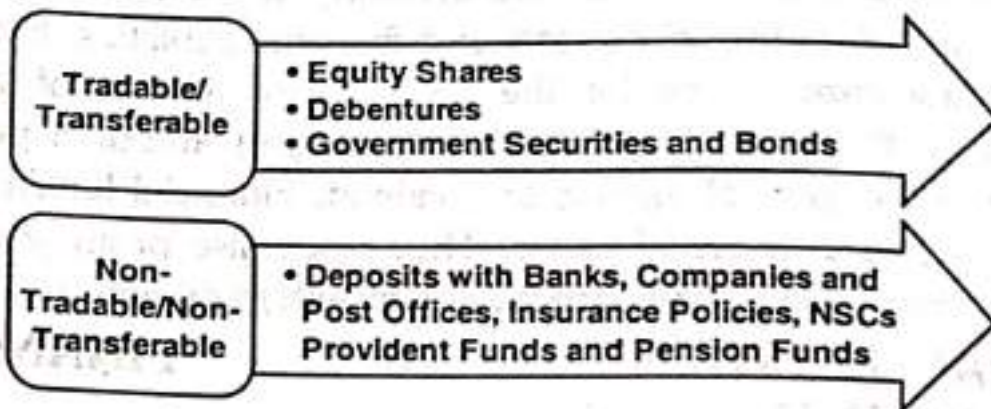 Tradable/
Transferable
• Equity Shares
• Debentures
• Government Securities and Bonds
Non-
Tradable/Non-
Transferable
• Deposits with Banks, Companies and
Post Offices, Insurance Policies, NSCs
Provident Funds and Pension Funds